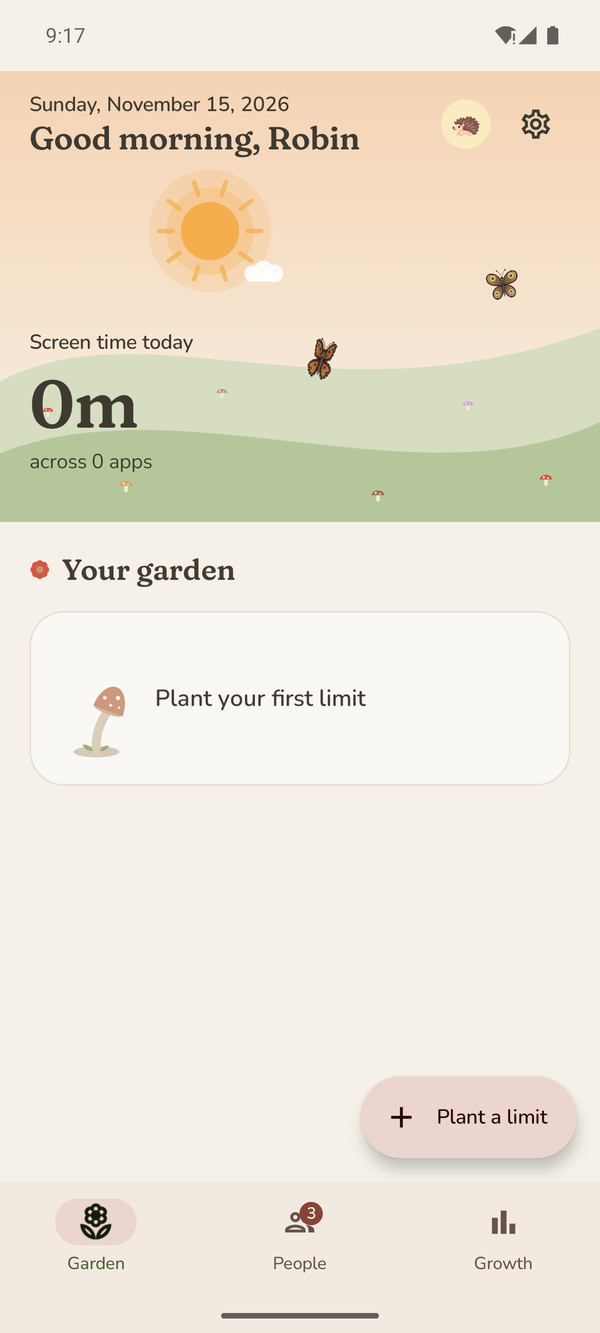 9:17
Sunday, November 15, 2026
Good morning, Robin
Screen time today
0m
across 0 apps
Your garden
Plant your first limit
Plant a limit
3
Garden
People
Growth